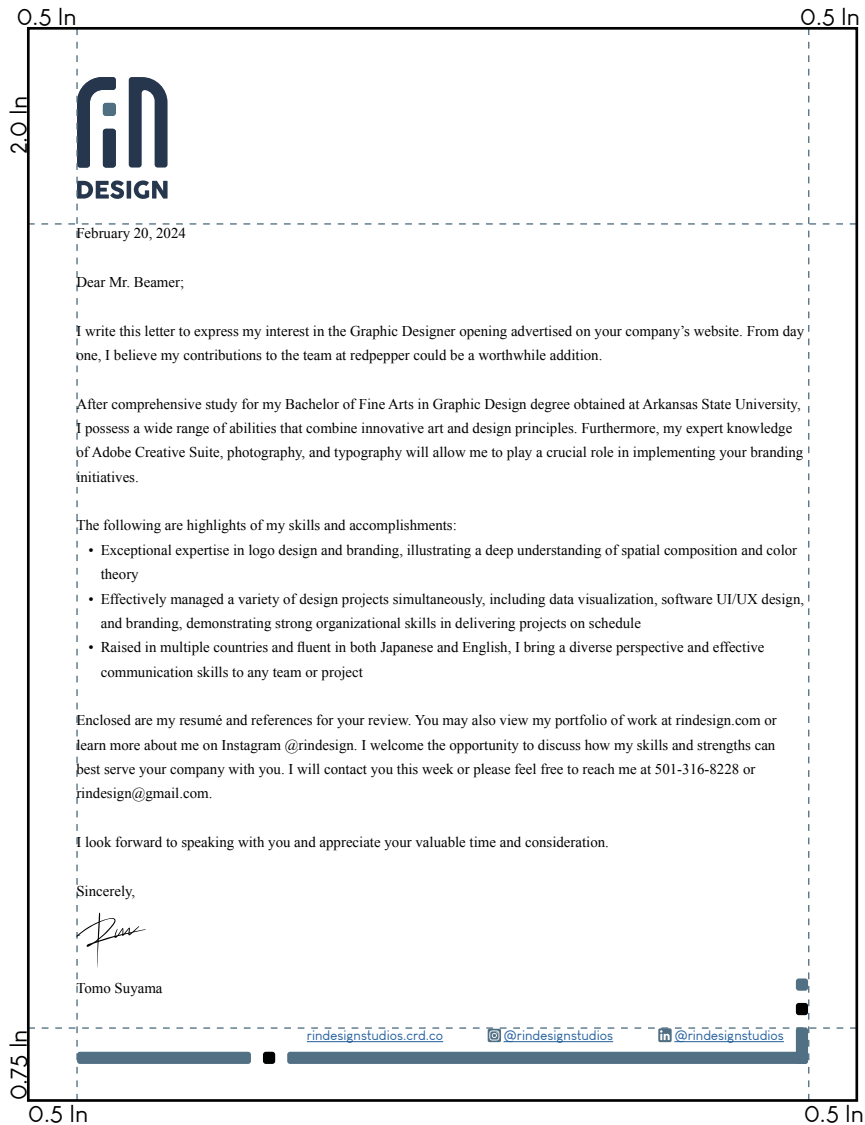 0.5 In
0.5 In
2.0 In
rin
DESIGN
February 20, 2024
Dear Mr. Beamer;
I write this letter to express my interest in the Graphic Designer opening advertised on your company’s website. From day
one, I believe my contributions to the team at redpepper could be a worthwhile addition.
After comprehensive study for my Bachelor of Fine Arts in Graphic Design degree obtained at Arkansas State University,
I possess a wide range of abilities that combine innovative art and design principles. Furthermore, my expert knowledge
of Adobe Creative Suite, photography, and typography will allow me to play a crucial role in implementing your branding
initiatives.
The following are highlights of my skills and accomplishments:
• Exceptional expertise in logo design and branding, illustrating a deep understanding of spatial composition and color
theory
• Effectively managed a variety of design projects simultaneously, including data visualization, software UI/UX design,
and branding, demonstrating strong organizational skills in delivering projects on schedule
• Raised in multiple countries and fluent in both Japanese and English, I bring a diverse perspective and effective
communication skills to any team or project
Enclosed are my resumé and references for your review. You may also view my portfolio of work at rindesign.com or
learn more about me on Instagram @rindesign. I welcome the opportunity to discuss how my skills and strengths can
best serve your company with you. I will contact you this week or please feel free to reach me at 501-316-8228 or
rindesign@gmail.com.
I look forward to speaking with you and appreciate your valuable time and consideration.
Sincerely,
Rin
Tomo Suyama
rindesignstudios.crd.co @rindesignstudios in @rindesignstudios
0.75 In
0.5 In
0.5 In